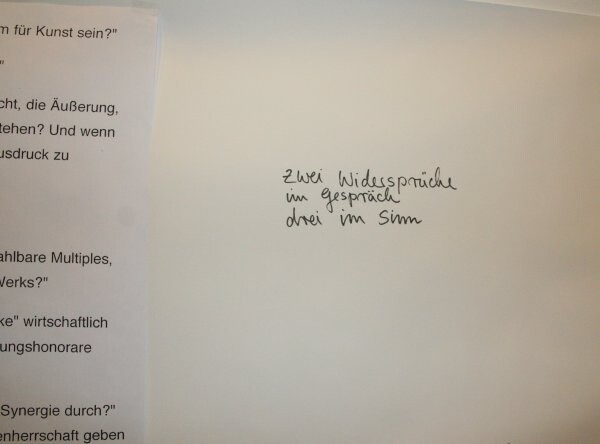 m für Kunst sein?"
"
cht, die Äußerung,
tehen? Und wenn
usdruck zu
ahlbare Multiples,
Werks?"
ke" wirtschaftlich
ungshonorare
Synergie durch?"
enherrschaft geben
zwei Widersprüche
im Gespräch
drei im Sinn